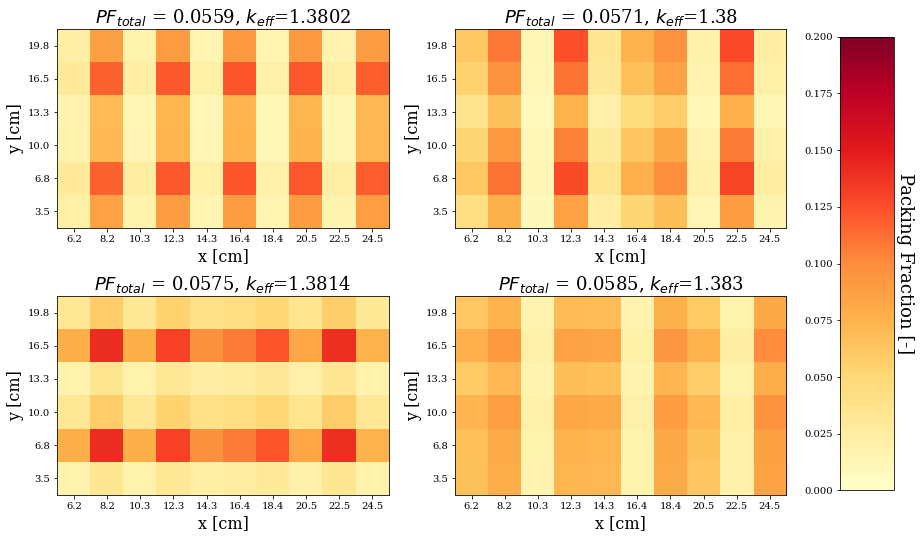 PF_total = 0.0559, k_eff=1.3802
19.8
16.5
13.3
10.0
6.8
3.5
y [cm]
6.2 8.2 10.3 12.3 14.3 16.4 18.4 20.5 22.5 24.5
x [cm]
PF_total = 0.0571, k_eff=1.38
19.8
16.5
13.3
10.0
6.8
3.5
y [cm]
6.2 8.2 10.3 12.3 14.3 16.4 18.4 20.5 22.5 24.5
x [cm]
PF_total = 0.0575, k_eff=1.3814
19.8
16.5
13.3
10.0
6.8
3.5
y [cm]
6.2 8.2 10.3 12.3 14.3 16.4 18.4 20.5 22.5 24.5
x [cm]
PF_total = 0.0585, k_eff=1.383
19.8
16.5
13.3
10.0
6.8
3.5
y [cm]
6.2 8.2 10.3 12.3 14.3 16.4 18.4 20.5 22.5 24.5
x [cm]
0.200
0.175
0.150
0.125
0.100
0.075
0.050
0.025
0.000
Packing Fraction [-]